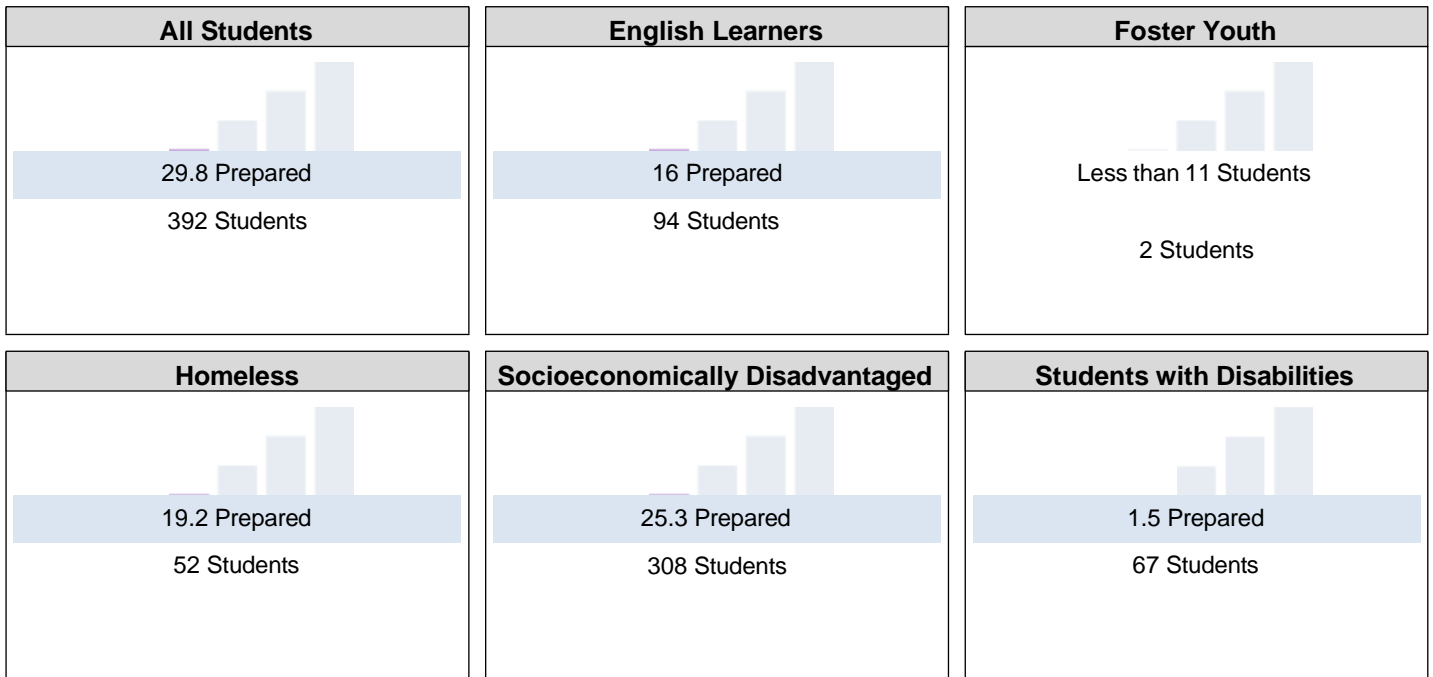 All Students
29.8 Prepared
392 Students
English Learners
16 Prepared
94 Students
Foster Youth
Less than 11 Students
2 Students
Homeless
19.2 Prepared
52 Students
Socioeconomically Disadvantaged
25.3 Prepared
308 Students
Students with Disabilities
1.5 Prepared
67 Students